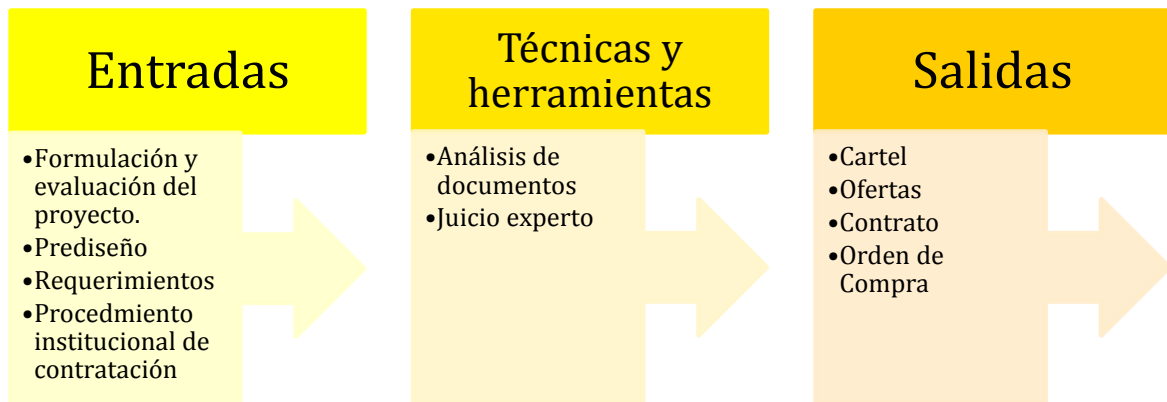 Entradas
•Formulación y
evaluación del
proyecto.
•Prediseño
•Requerimientos
•Procedmiento
institucional de
contratación
Técnicas y
herramientas
•Análisis de
documentos
•Juicio experto
Salidas
•Cartel
•Ofertas
•Contrato
•Orden de
Compra